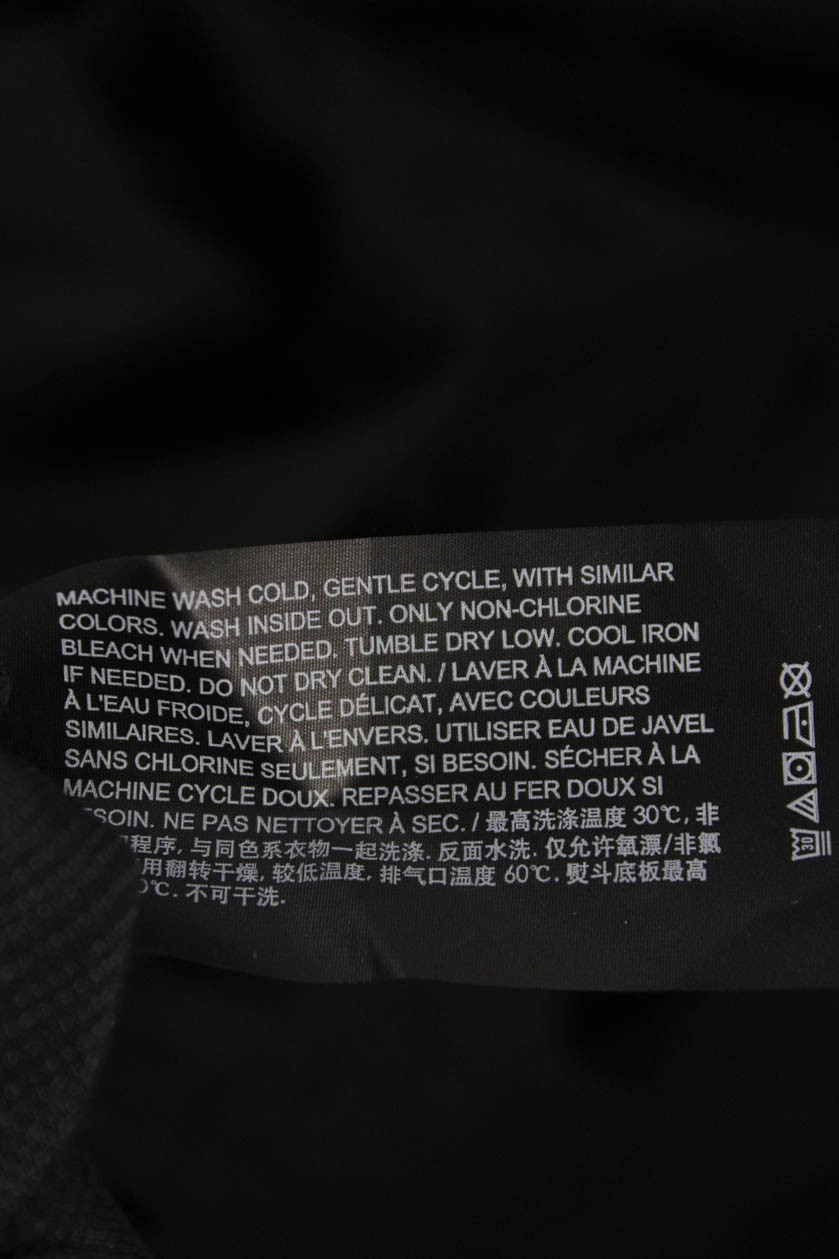 MACHINE WASH COLD, GENTLE CYCLE, WITH SIMILAR
COLORS. WASH INSIDE OUT. ONLY NON-CHLORINE
BLEACH WHEN NEEDED. TUMBLE DRY LOW. COOL IRON
IF NEEDED. DO NOT DRY CLEAN. / LAVER À LA MACHINE
À L'EAU FROIDE, CYCLE DÉLICAT, AVEC COULEURS
SIMILAIRES. LAVER À L'ENVERS. UTILISER EAU DE JAVEL
SANS CHLORINE SEULEMENT, SI BESOIN. SÉCHER À LA
MACHINE CYCLE DOUX. REPASSER AU FER DOUX SI
BESOIN. NE PAS NETTOYER À SEC. / 最高洗涤温度 30℃, 非
程序, 与同色系衣物一起洗涤. 反面水洗. 仅允许氧漂/非氯
用翻转干燥, 较低温度, 排气口温度 60℃. 熨斗底板最高
0℃. 不可干洗.
30